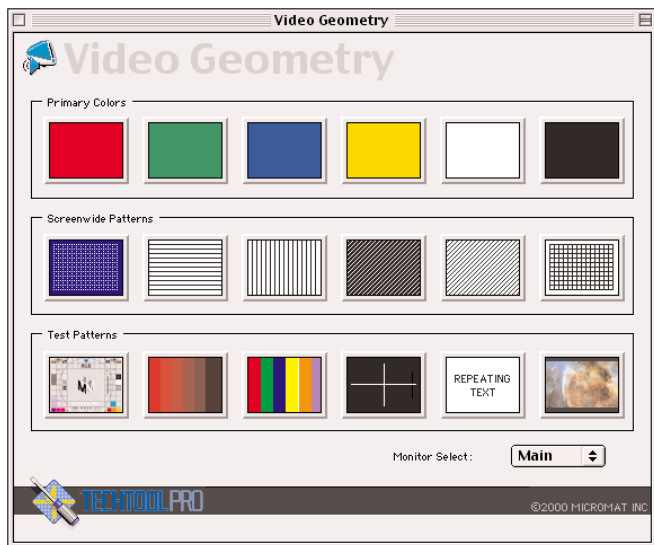 Video Geometry
Video Geometry
Primary Colors
Screenwide Patterns
Test Patterns
REPEATING
TEXT
Monitor Select:
Main
TECHTOOL PRO
©2000 MICROMAT INC